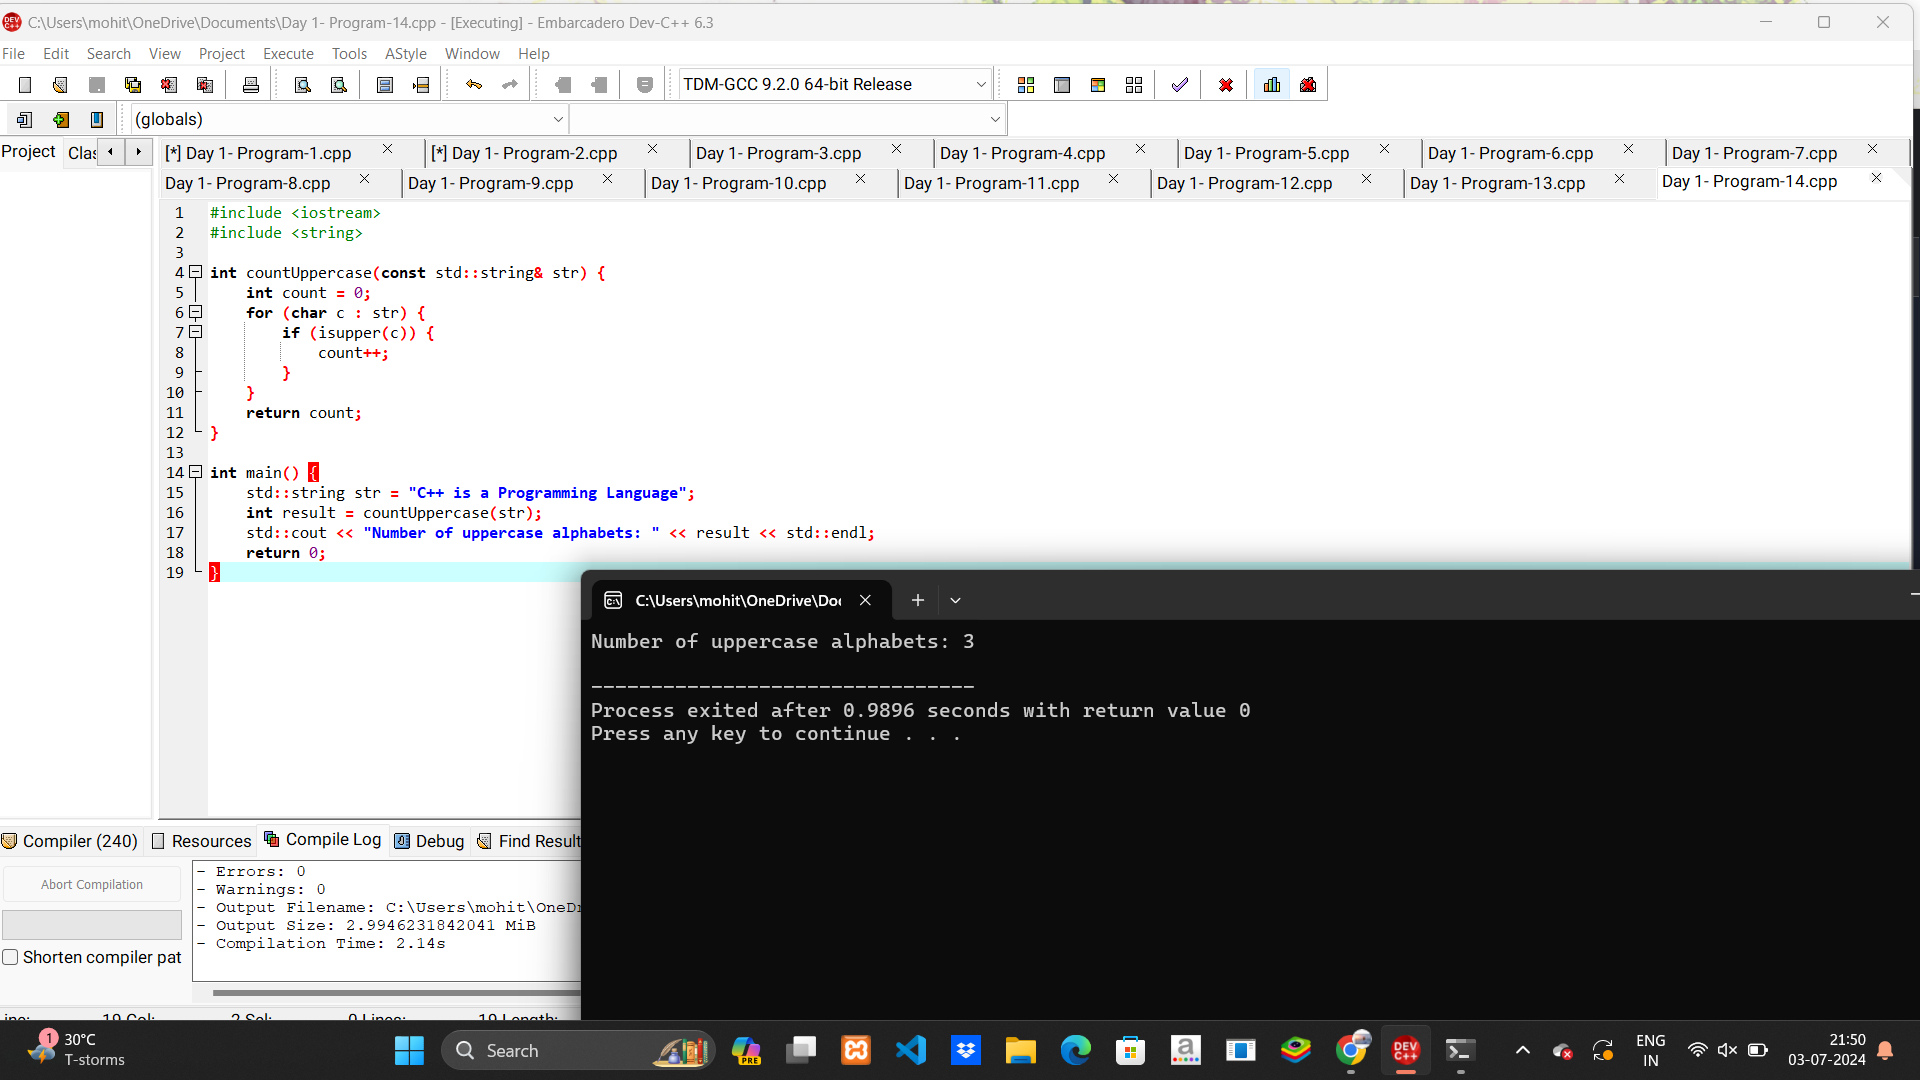 C:\Users\mohit\OneDrive\Documents\Day 1- Program-14.cpp - [Executing] - Embarcadero Dev-C++ 6.3
File Edit Search View Project Execute Tools AStyle Window Help
TDM-GCC 9.2.0 64-bit Release
(globals)
Project Clas
[*] Day 1- Program-1.cpp [*] Day 1- Program-2.cpp Day 1- Program-3.cpp Day 1- Program-4.cpp Day 1- Program-5.cpp Day 1- Program-6.cpp Day 1- Program-7.cpp
Day 1- Program-8.cpp Day 1- Program-9.cpp Day 1- Program-10.cpp Day 1- Program-11.cpp Day 1- Program-12.cpp Day 1- Program-13.cpp Day 1- Program-14.cpp
1 #include <iostream>
2 #include <string>
3
4 int countUppercase(const std::string& str) {
5 int count = 0;
6 for (char c : str) {
7 if (isupper(c)) {
8 count++;
9 }
10 }
11 return count;
12 }
13
14 int main() {
15 std::string str = "C++ is a Programming Language";
16 int result = countUppercase(str);
17 std::cout << "Number of uppercase alphabets: " << result << std::endl;
18 return 0;
19 }
C:\Users\mohit\OneDrive\Doc
Number of uppercase alphabets: 3
--------------------------------
Process exited after 0.9896 seconds with return value 0
Press any key to continue . . .
Compiler (240) Resources Compile Log Debug Find Result
Abort Compilation
Shorten compiler pat
- Errors: 0
- Warnings: 0
- Output Filename: C:\Users\mohit\OneDr
- Output Size: 2.9946231842041 MiB
- Compilation Time: 2.14s
19 Col: 2 Sel: 0 Lines: 19 Length:
1
30°C
T-storms
Search
PRE
DEV C++
ENG
IN
21:50
03-07-2024